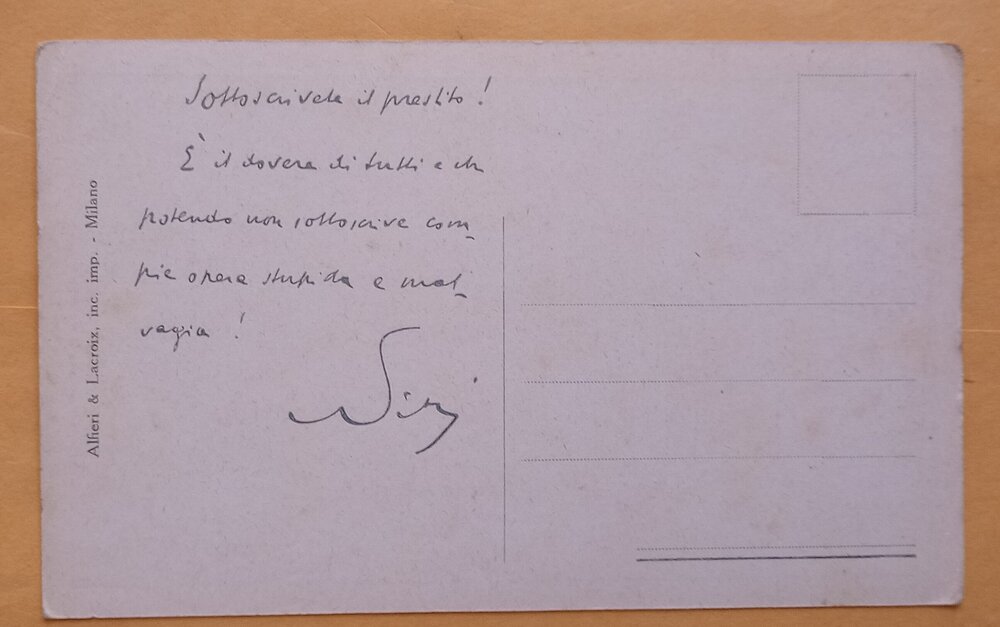 Sottoscrivete il prestito!
È il dovere di tutti e chi
potendo non sottoscrive com-
pie opera stupida e mal-
vagia!
Alfieri & Lacroix, inc. imp. - Milano